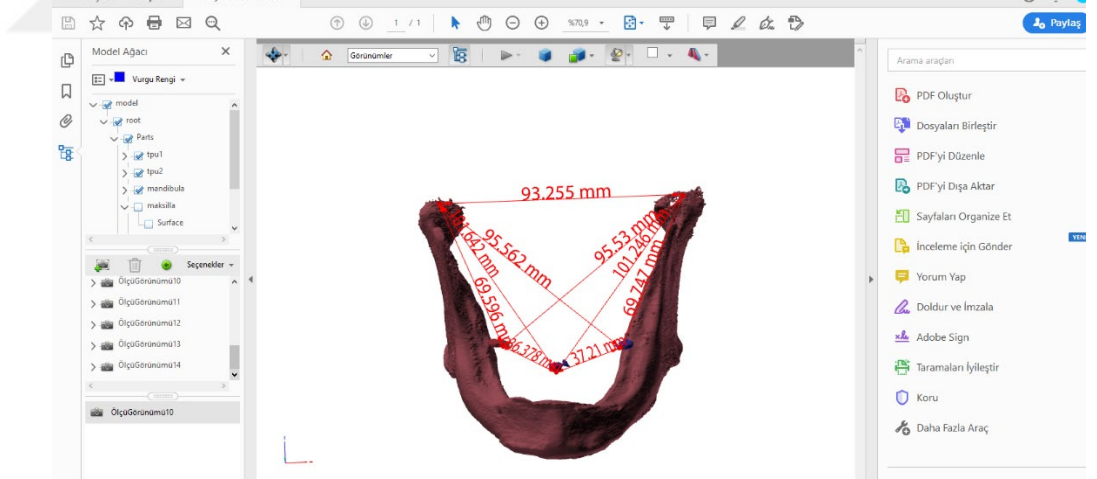 1 / 1
%70,9
Paylaş
Model Ağacı
Vurgu Rengi
model
root
Parts
tpu1
tpu2
mandibula
maksilla
Surface
Seçenekler
ÖlçüGörünümü10
ÖlçüGörünümü11
ÖlçüGörünümü12
ÖlçüGörünümü13
ÖlçüGörünümü14
ÖlçüGörünümü10
Görünümler
93.255 mm
95.562 mm
95.53 mm
101.246 mm
69.596 m
69.747 mm
36.378 m
37.21 mm
Arama araçları
PDF Oluştur
Dosyaları Birleştir
PDF'yi Düzenle
PDF'yi Dışa Aktar
Sayfaları Organize Et
İnceleme için Gönder
YENİ
Yorum Yap
Doldur ve İmzala
Adobe Sign
Taramaları İyileştir
Koru
Daha Fazla Araç